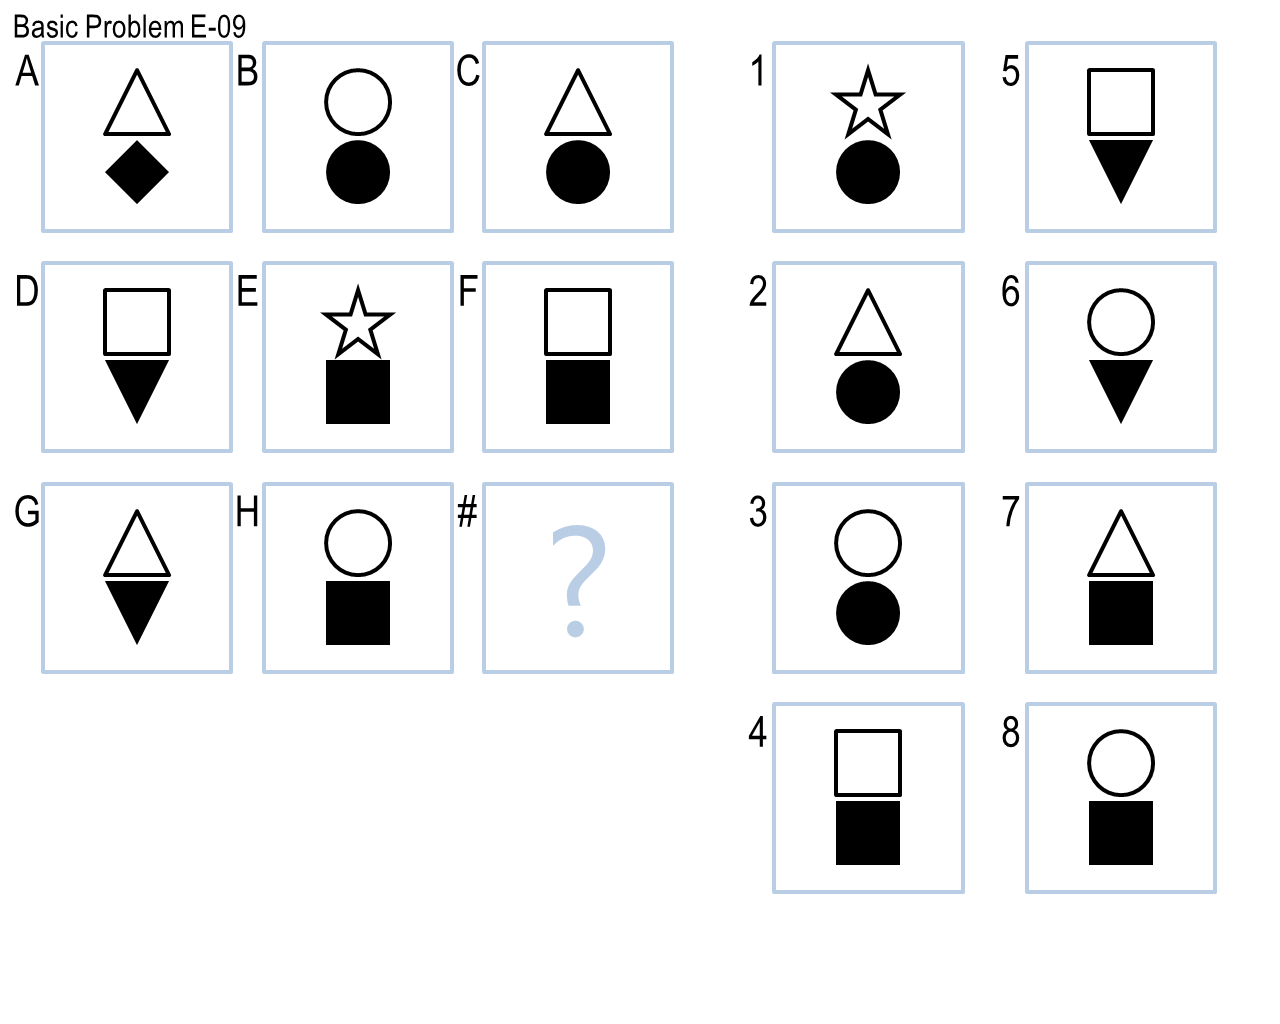 Basic Problem E-09
A B C 1 5
D E F 2 6
G H # ? 3 7
4 8